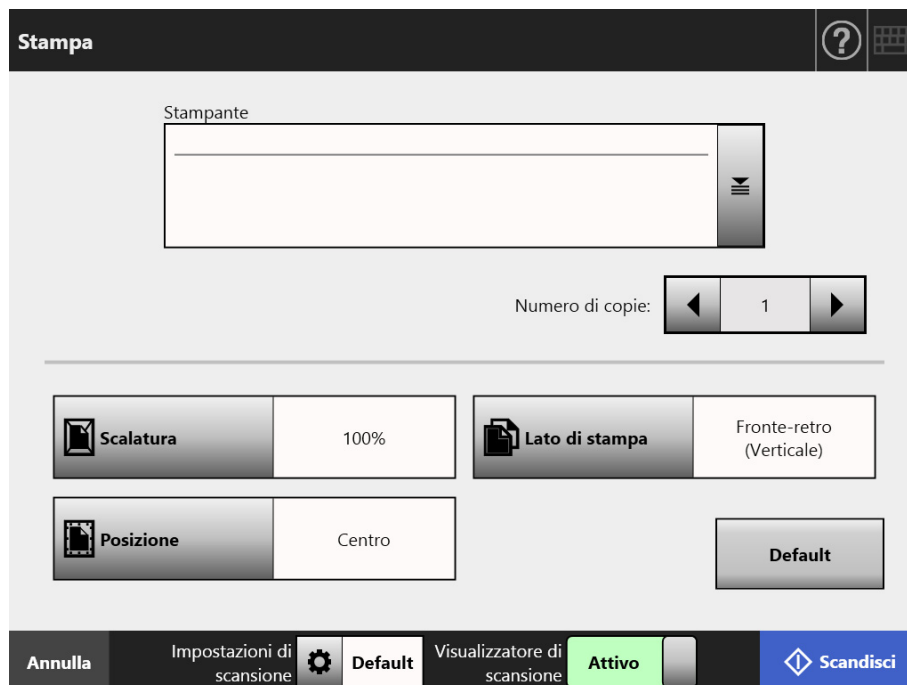 Stampa
Stampante
Numero di copie:
1
Scalatura
100%
Lato di stampa
Fronte-retro
(Verticale)
Posizione
Centro
Default
Annulla
Impostazioni di
scansione
Default
Visualizzatore di
scansione
Attivo
Scandisci